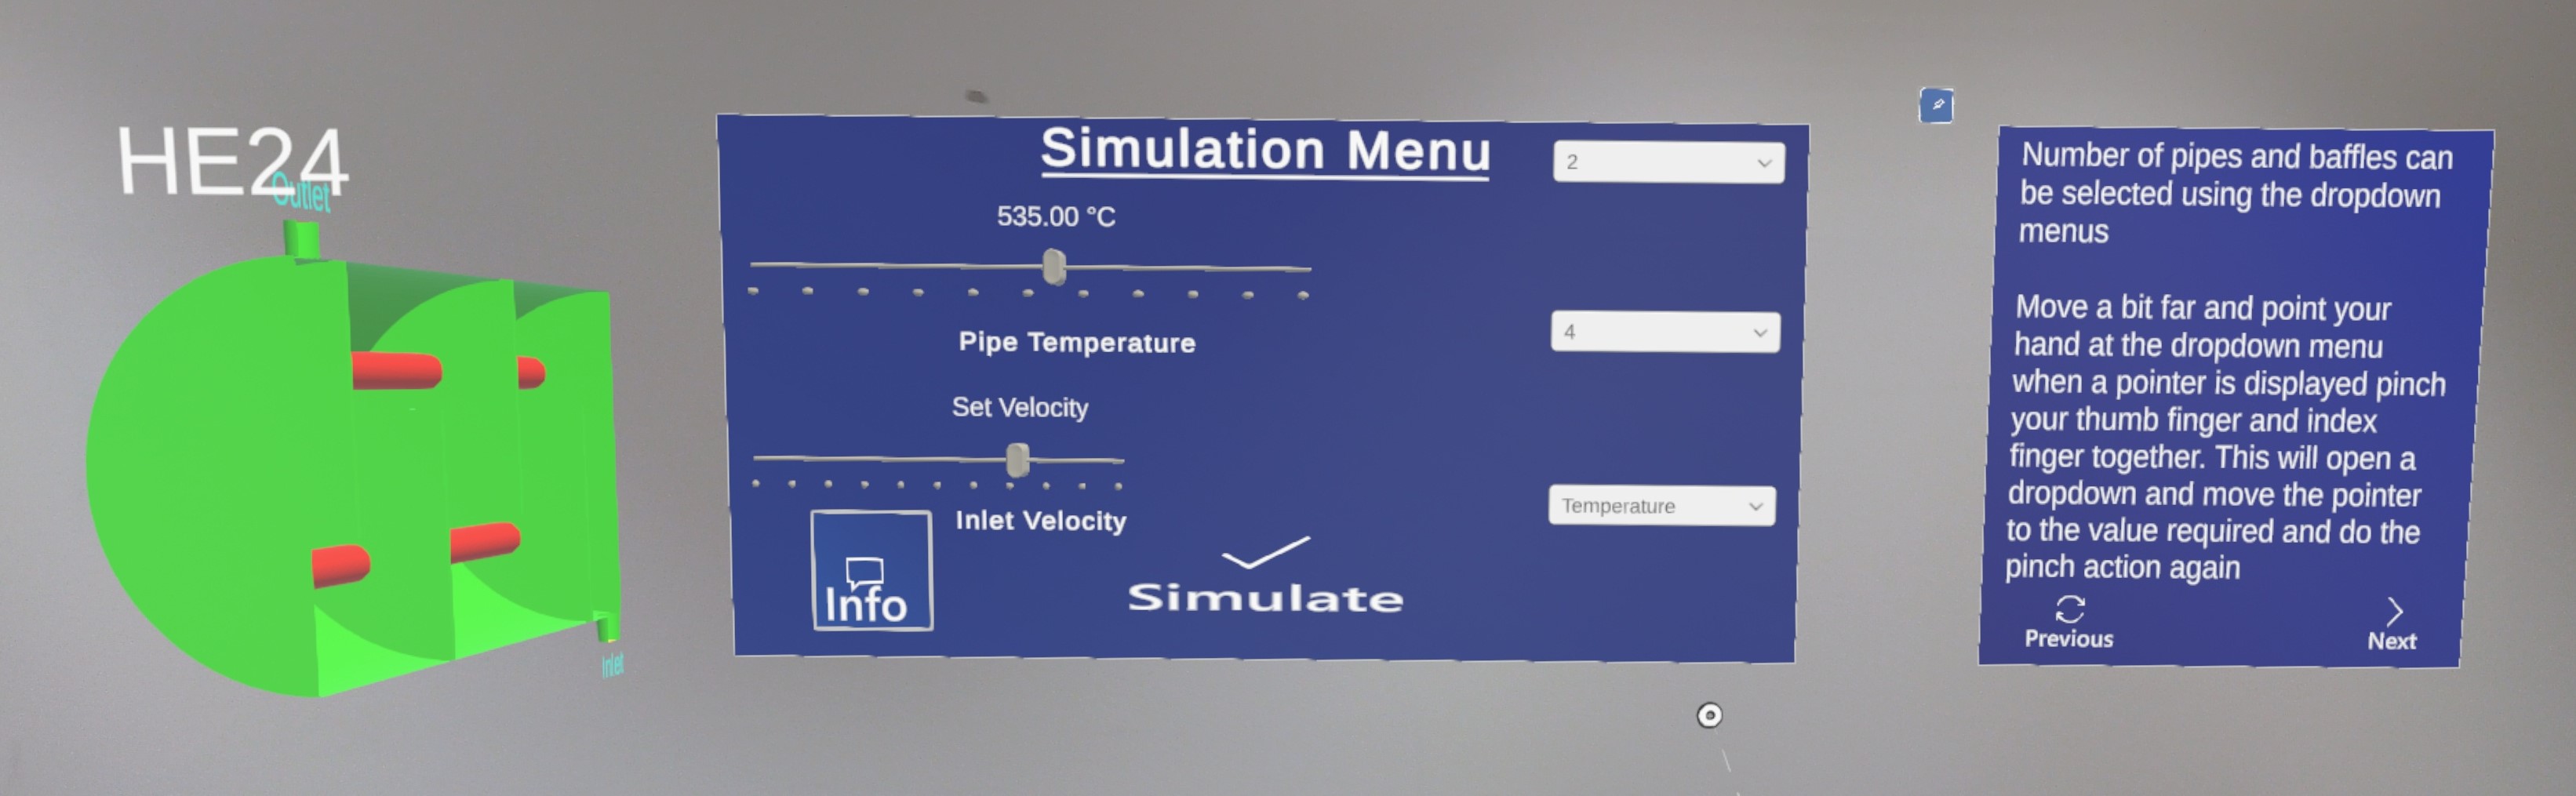 HE24
Outlet
Inlet
Simulation Menu
535.00 °C
Pipe Temperature
Set Velocity
Inlet Velocity
Info
Simulate
2
4
Temperature
Number of pipes and baffles can
be selected using the dropdown
menus
Move a bit far and point your
hand at the dropdown menu
when a pointer is displayed pinch
your thumb finger and index
finger together. This will open a
dropdown and move the pointer
to the value required and do the
pinch action again
Previous
Next